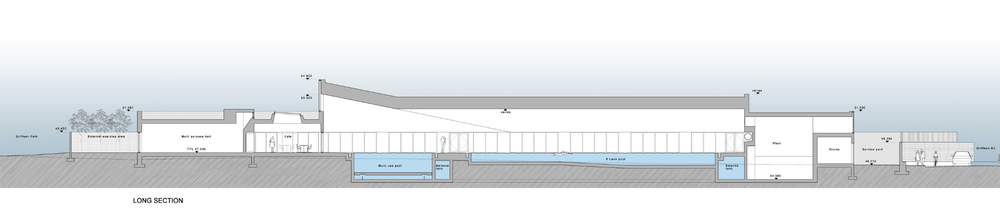 54.830
varies
53.330
51.580
51.580
varies
49.430
Griffeen Park
External exercise area
Multi purpose hall
Cafe
48.380
Plant
FFL 47.330
Stores
Service yard
Griffeen Rd
6 Lane pool
46.070
Multi-use pool
Balance
tank
Balance
tank
44.580
LONG SECTION